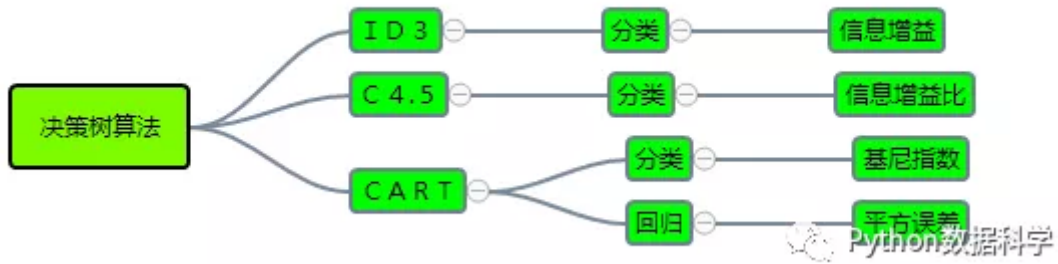 决策树算法
ID3
分类
信息增益
C4.5
分类
信息增益比
CART
分类
基尼指数
回归
平方误差
Python数据科学